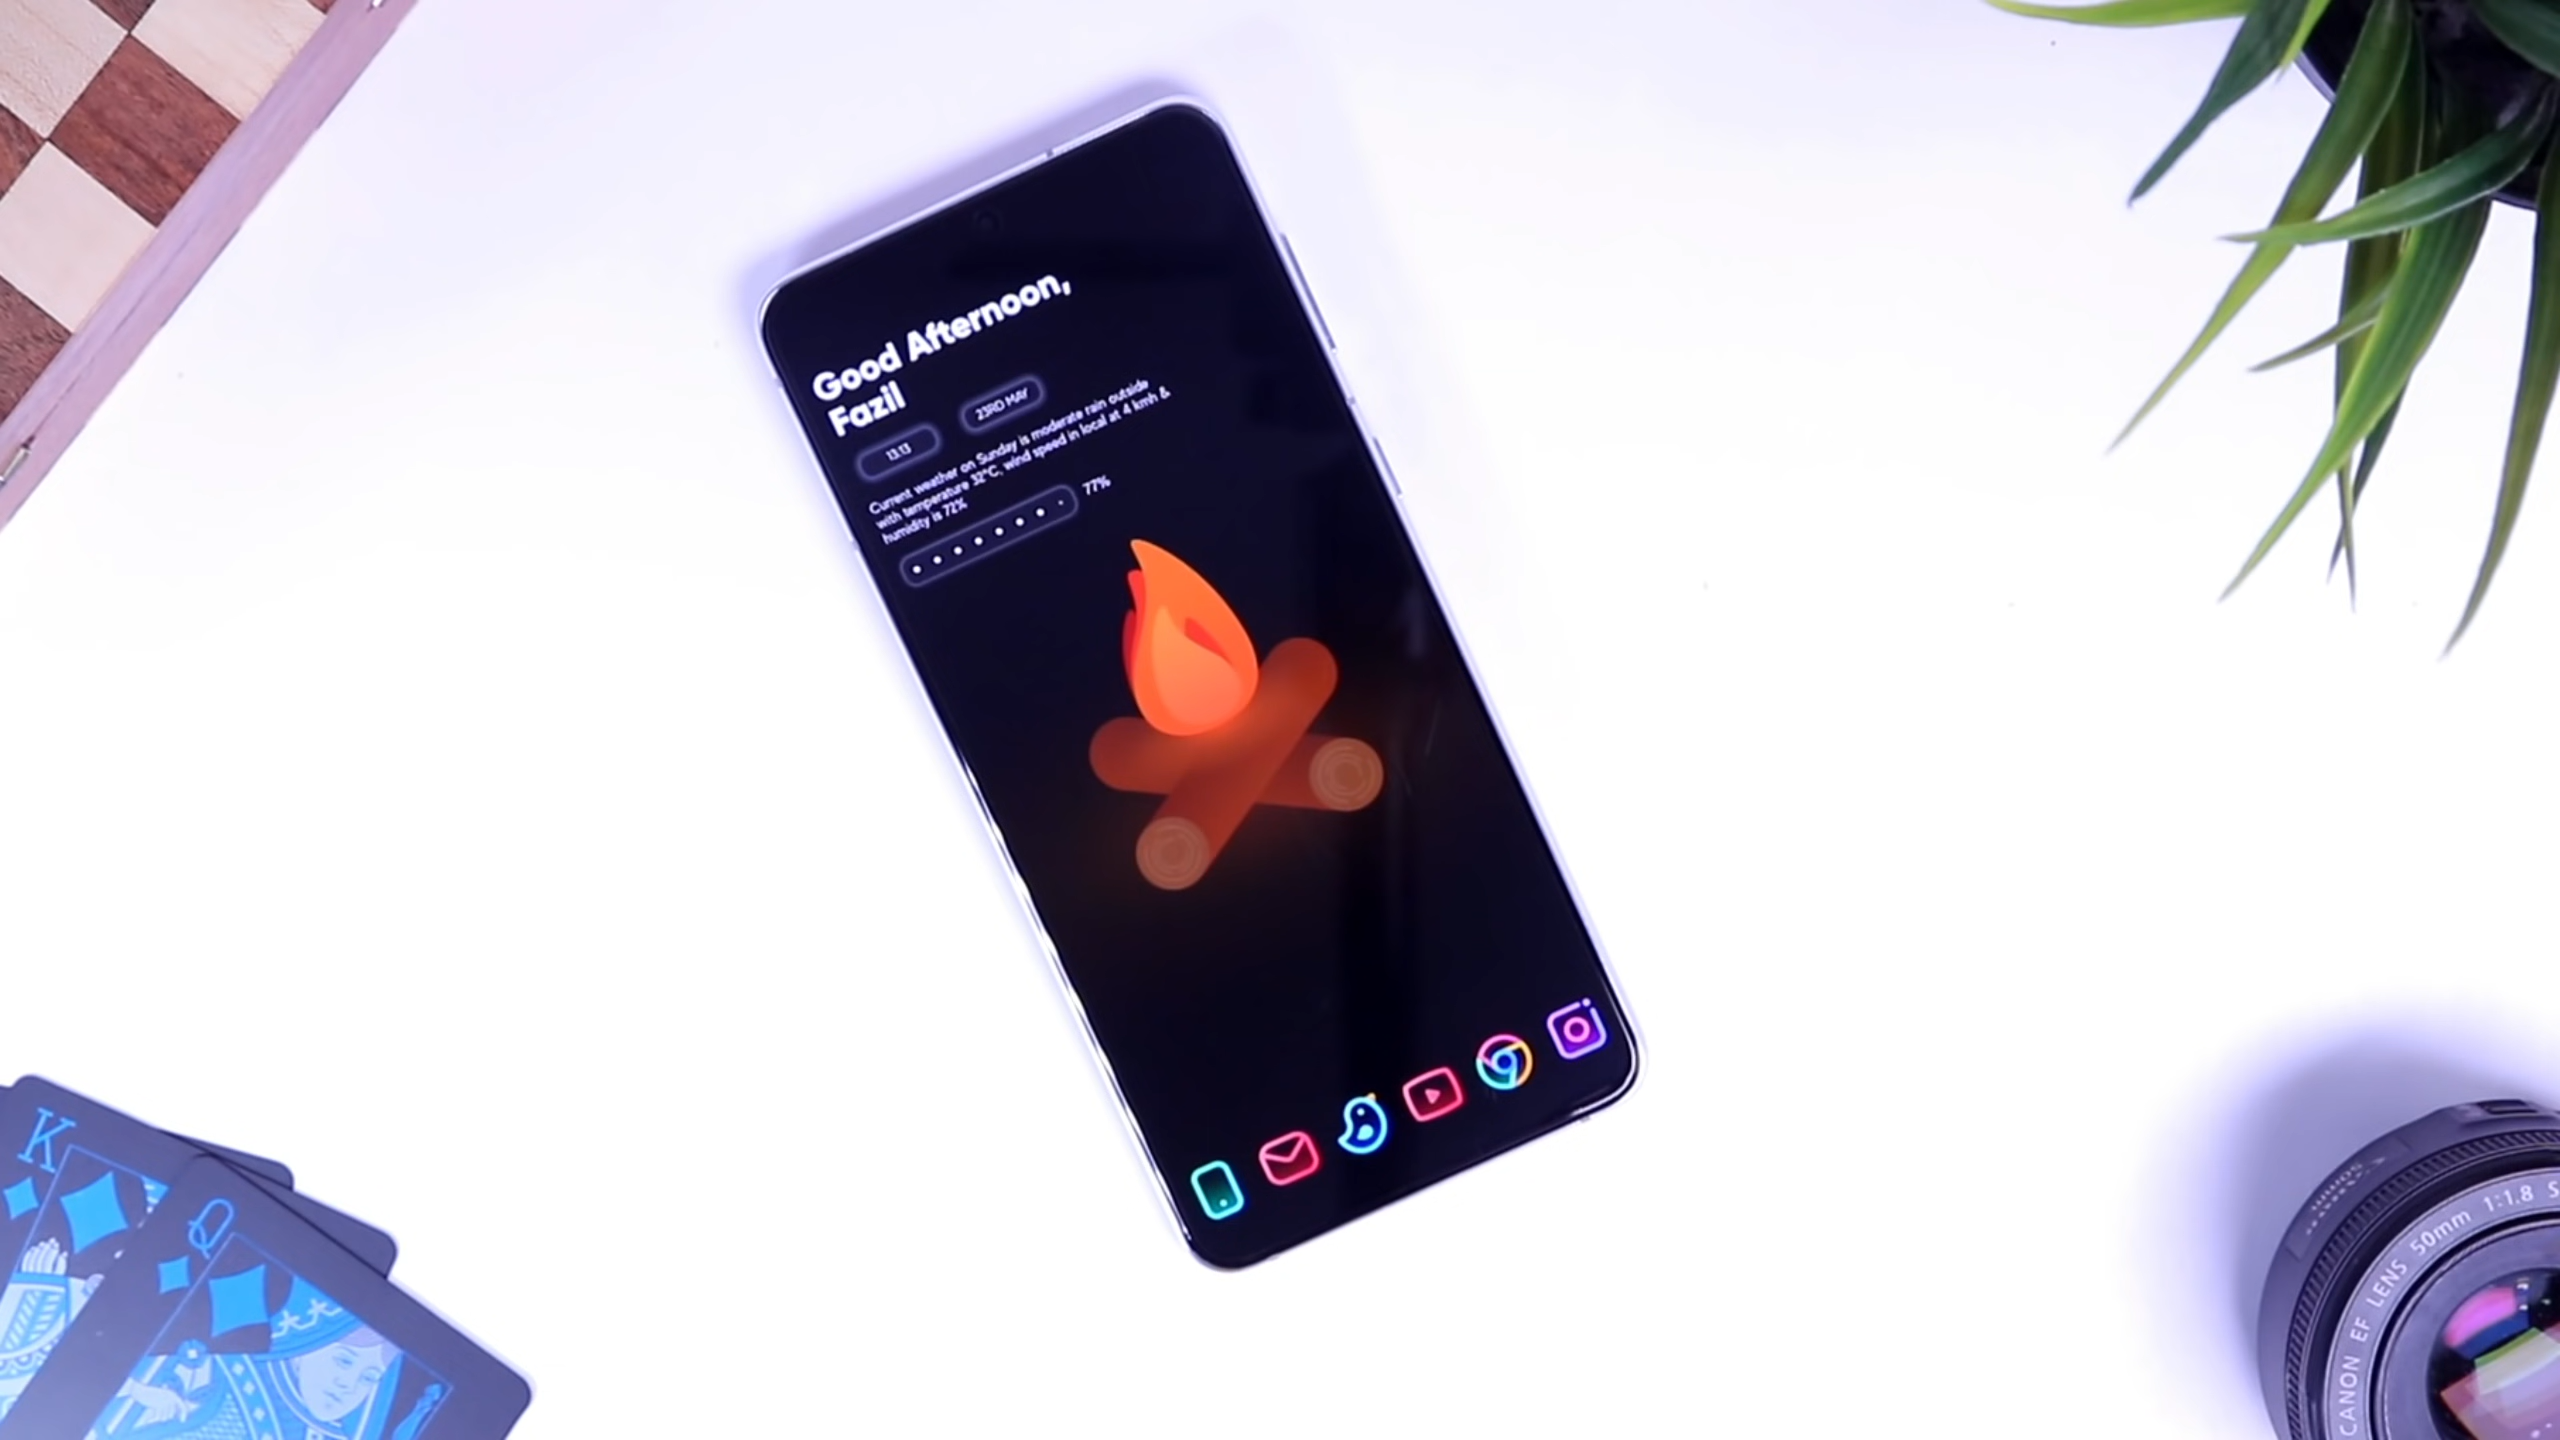 Good Afternoon,
Fazil
13:13
23RD MAY
Current weather on Sunday is moderate rain outside
with temperature 32°C, wind speed in local at 4 kmh &
humidity is 72%
77%
K
Q
CANON EF LENS 50mm 1:1.8 S